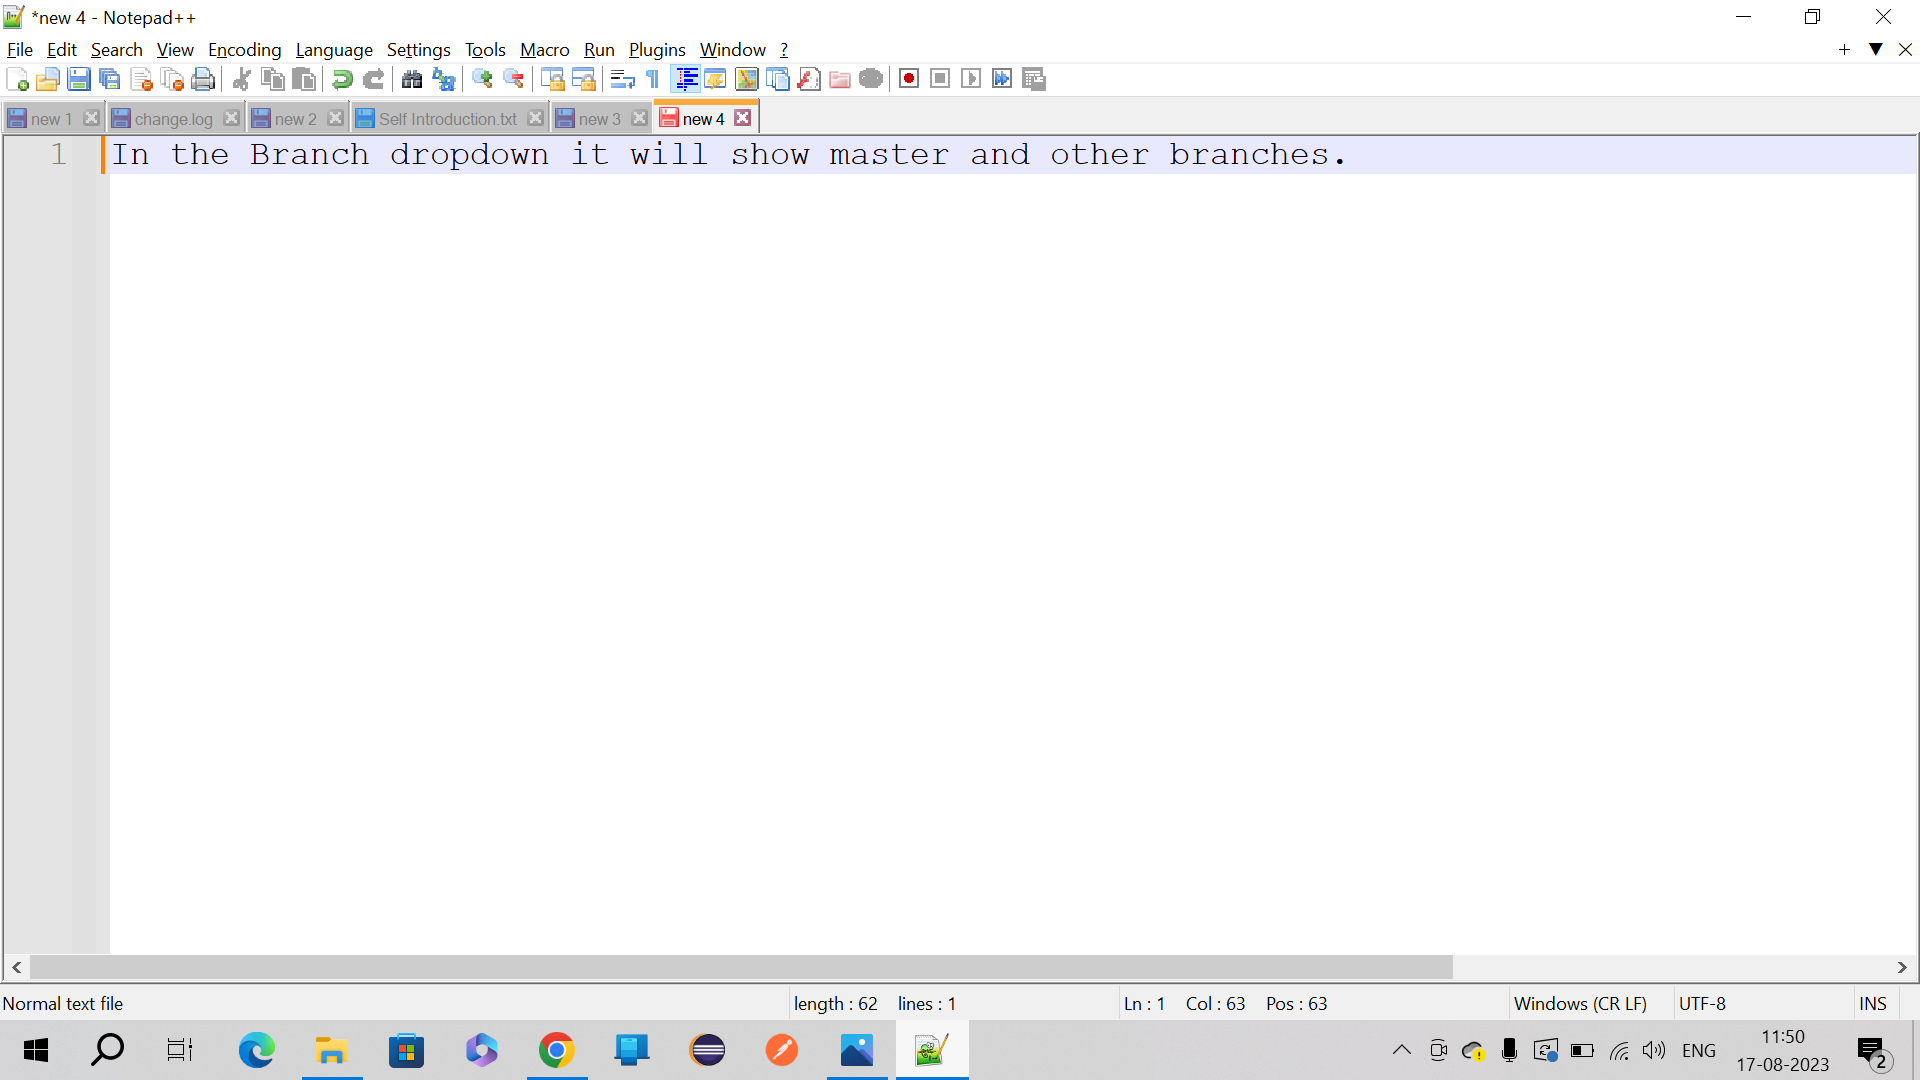 *new 4 - Notepad++
File Edit Search View Encoding Language Settings Tools Macro Run Plugins Window ?
new 1 change.log new 2 Self Introduction.txt new 3 new 4
1 In the Branch dropdown it will show master and other branches.
Normal text file length : 62 lines : 1 Ln : 1 Col : 63 Pos : 63 Windows (CR LF) UTF-8 INS
ENG
11:50
17-08-2023
2